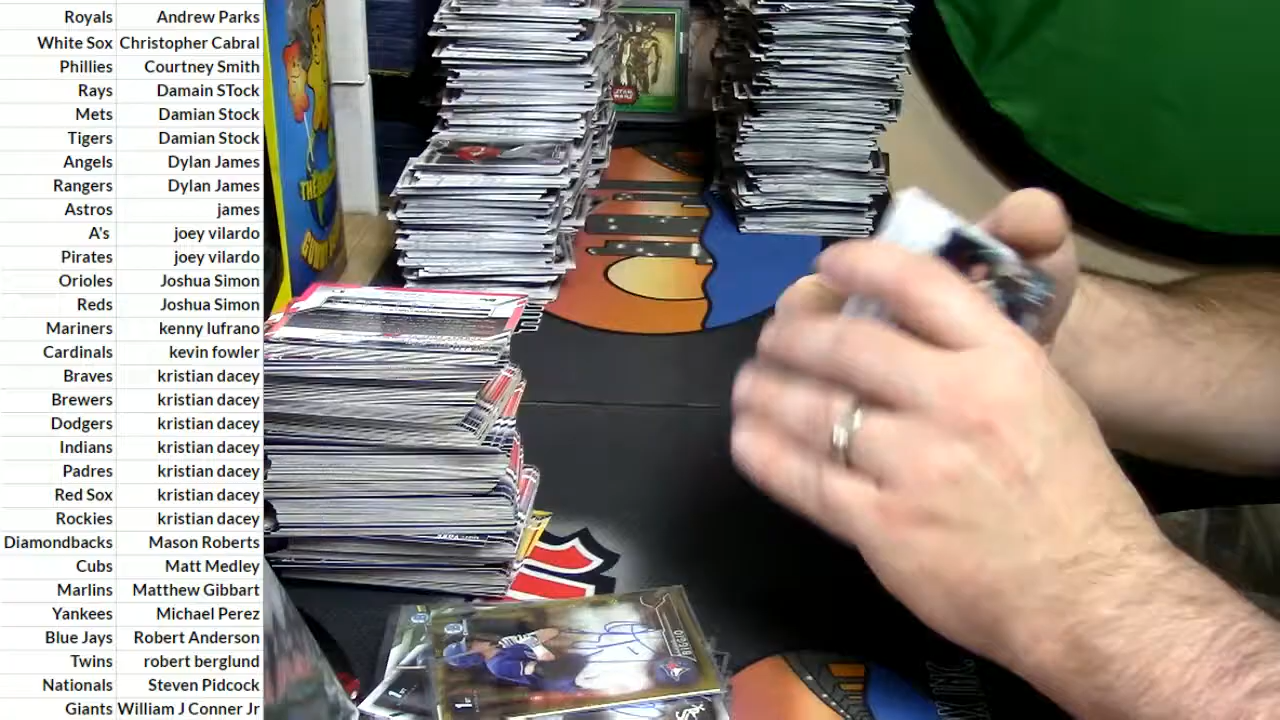 Royals Andrew Parks
White Sox Christopher Cabral
Phillies Courtney Smith
Rays Damain STock
Mets Damian Stock
Tigers Damian Stock
Angels Dylan James
Rangers Dylan James
Astros james
A's joey vilardo
Pirates joey vilardo
Orioles Joshua Simon
Reds Joshua Simon
Mariners kenny lufrano
Cardinals kevin fowler
Braves kristian dacey
Brewers kristian dacey
Dodgers kristian dacey
Indians kristian dacey
Padres kristian dacey
Red Sox kristian dacey
Rockies kristian dacey
Diamondbacks Mason Roberts
Cubs Matt Medley
Marlins Matthew Gibbart
Yankees Michael Perez
Blue Jays Robert Anderson
Twins robert berglund
Nationals Steven Pidcock
Giants William J Conner Jr
STAR WARS
BIGGIO